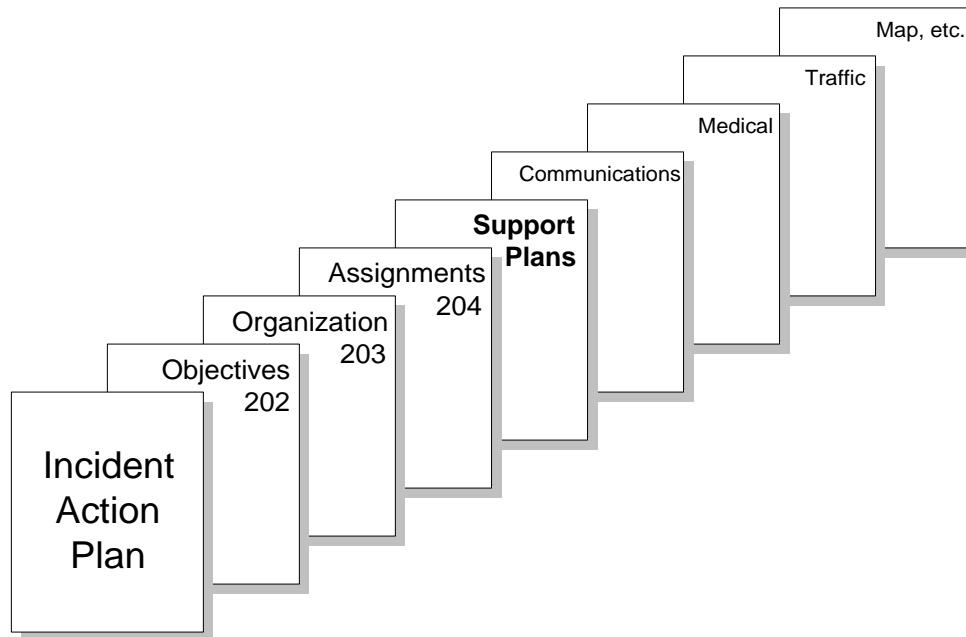 Map, etc.
Traffic
Medical
Communications
Support
Plans
Assignments
204
Organization
203
Objectives
202
Incident
Action
Plan